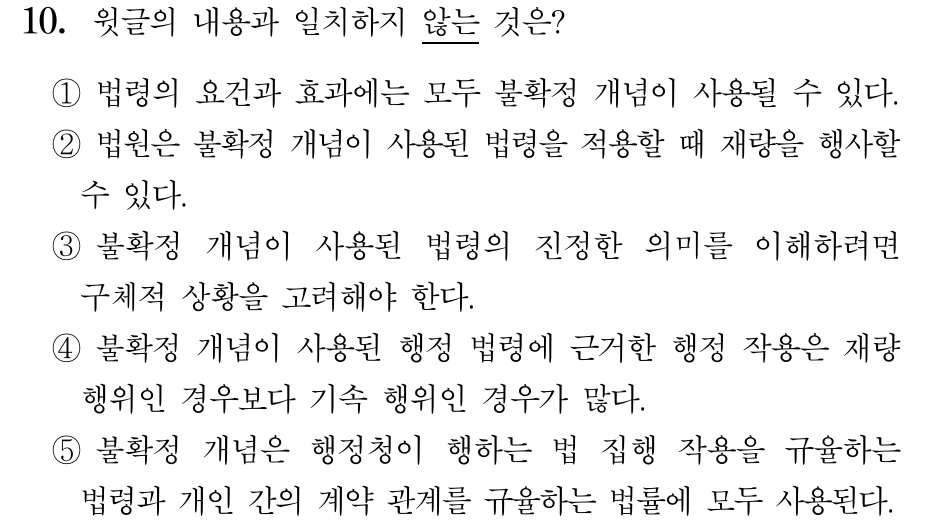 10. 윗글의 내용과 일치하지 않는 것은?
① 법령의 요건과 효과에는 모두 불확정 개념이 사용될 수 있다.
② 법원은 불확정 개념이 사용된 법령을 적용할 때 재량을 행사할
수 있다.
③ 불확정 개념이 사용된 법령의 진정한 의미를 이해하려면
구체적 상황을 고려해야 한다.
④ 불확정 개념이 사용된 행정 법령에 근거한 행정 작용은 재량
행위인 경우보다 기속 행위인 경우가 많다.
⑤ 불확정 개념은 행정청이 행하는 법 집행 작용을 규율하는
법령과 개인 간의 계약 관계를 규율하는 법률에 모두 사용된다.